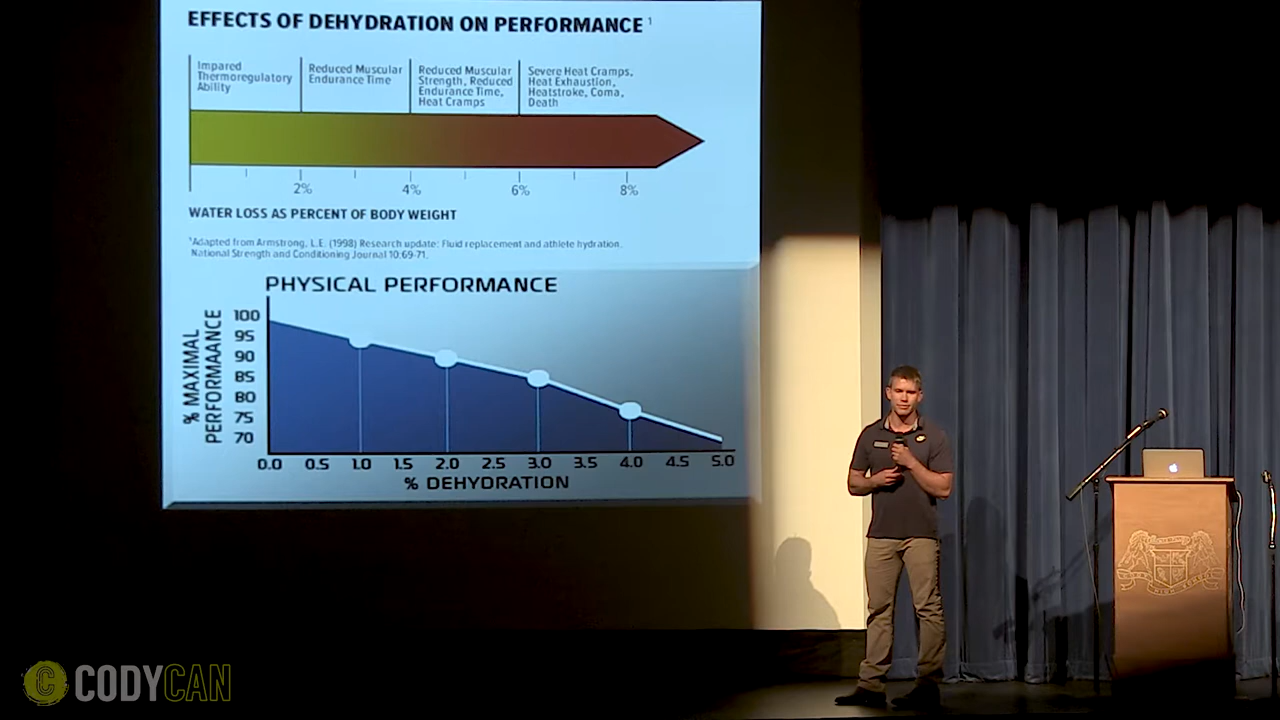 EFFECTS OF DEHYDRATION ON PERFORMANCE 1
Impared
Thermoregulatory
Ability
Reduced Muscular
Endurance Time
Reduced Muscular
Strength, Reduced
Endurance Time,
Heat Cramps
Severe Heat Cramps,
Heat Exhaustion,
Heatstroke, Coma,
Death
2% 4% 6% 8%
WATER LOSS AS PERCENT OF BODY WEIGHT
1Adapted from Armstrong, L.E. (1998) Research update: Fluid replacement and athlete hydration.
National Strength and Conditioning Journal 10:69-71.
PHYSICAL PERFORMANCE
% MAXIMAL
PERFORMAANCE
100
95
90
85
80
75
70
0.0 0.5 1.0 1.5 2.0 2.5 3.0 3.5 4.0 4.5 5.0
% DEHYDRATION
HIGH SCHOOL
C CODYCAN